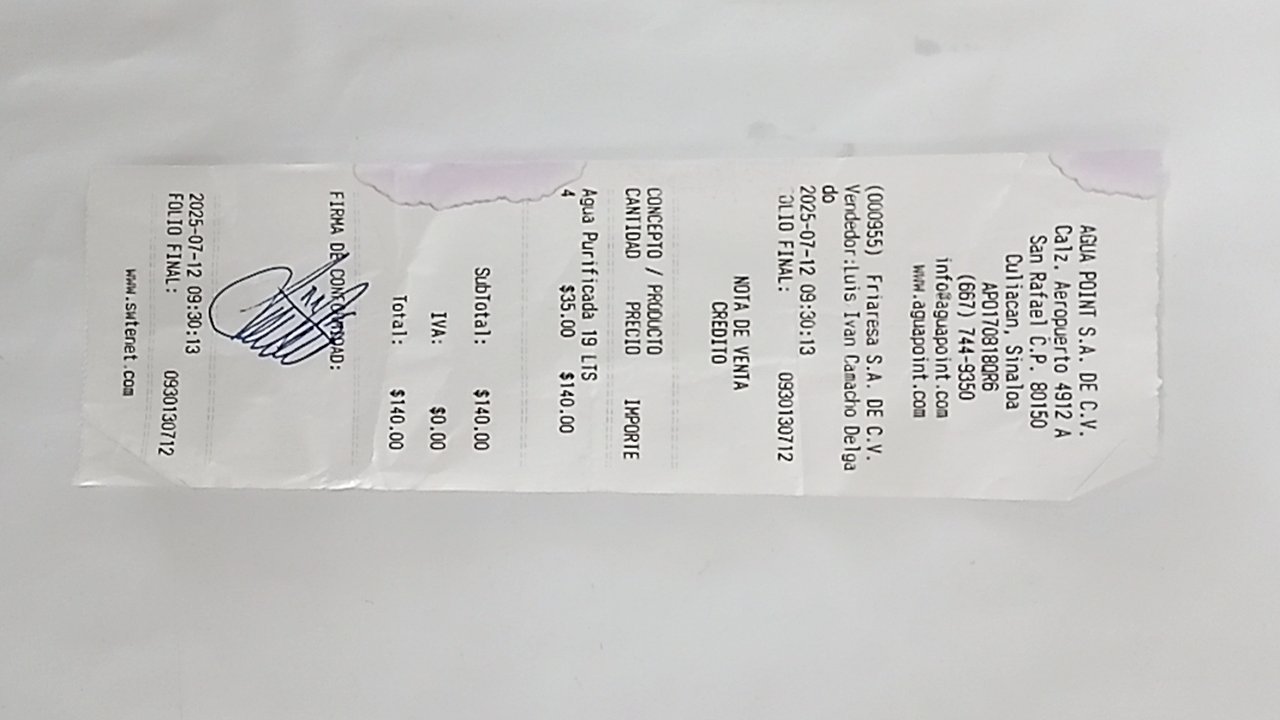 AGUA POINT S.A. DE C.V.
Calz. Aeropuerto 4912 A
San Rafael C.P. 80150
Culiacan, Sinaloa
APO170818QR6
(667) 744-9350
info@aguapoint.com
www.aguapoint.com
(000955) Friaresa S.A. DE C.V.
Vendedor:Luis Ivan Camacho Delga
do
2025-07-12 09:30:13
OLIO FINAL: 0930130712
NOTA DE VENTA
CREDITO
CONCEPTO / PRODUCTO
CANTIDAD PRECIO IMPORTE
Agua Purificada 19 LTS
4 $35.00 $140.00
SubTotal: $140.00
IVA: $0.00
Total: $140.00
FIRMA DE CONFORMIDAD:
2025-07-12 09:30:13
FOLIO FINAL: 0930130712
www.swtenet.com